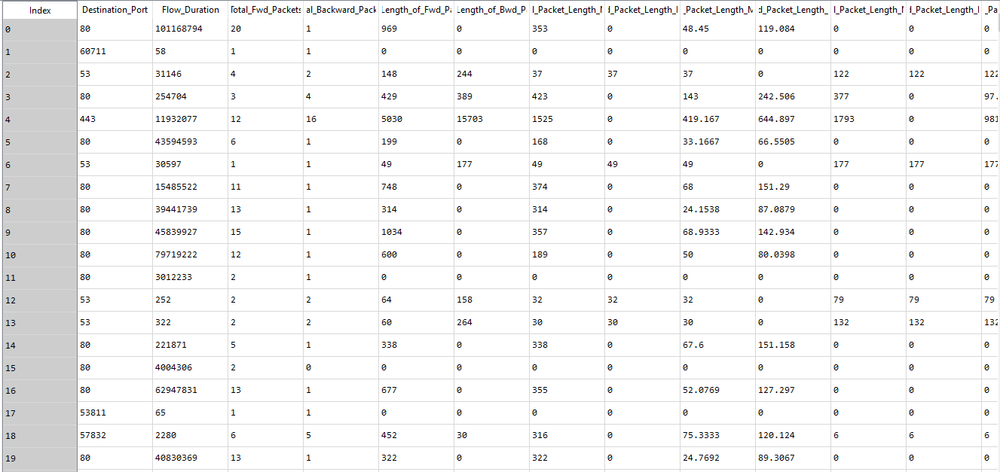 Index Destination_Port Flow_Duration Total_Fwd_Packets al_Backward_Pack Length_of_Fwd_Pa Length_of_Bwd_P l_Packet_Length_M d_Packet_Length_ _Packet_Length_M d_Packet_Length_ l_Packet_Length_M d_Packet_Length_ _Pa
0 80 101168794 20 1 969 0 353 0 48.45 119.084 0 0 0
1 60711 58 1 1 0 0 0 0 0 0 0 0 0
2 53 31146 4 2 148 244 37 37 37 0 122 122 122
3 80 254704 3 4 429 389 423 0 143 242.506 377 0 97.
4 443 11932077 12 16 5030 15703 1525 0 419.167 644.897 1793 0 981
5 80 43594593 6 1 199 0 168 0 33.1667 66.5505 0 0 0
6 53 30597 1 1 49 177 49 49 49 0 177 177 177
7 80 15485522 11 1 748 0 374 0 68 151.29 0 0 0
8 80 39441739 13 1 314 0 314 0 24.1538 87.0879 0 0 0
9 80 45839927 15 1 1034 0 357 0 68.9333 142.934 0 0 0
10 80 79719222 12 1 600 0 189 0 50 80.0398 0 0 0
11 80 3012233 2 1 0 0 0 0 0 0 0 0 0
12 53 252 2 2 64 158 32 32 32 0 79 79 79
13 53 322 2 2 60 264 30 30 30 0 132 132 132
14 80 221871 5 1 338 0 338 0 67.6 151.158 0 0 0
15 80 4004306 2 0 0 0 0 0 0 0 0 0 0
16 80 62947831 13 1 677 0 355 0 52.0769 127.297 0 0 0
17 53811 65 1 1 0 0 0 0 0 0 0 0 0
18 57832 2280 6 5 452 30 316 0 75.3333 120.124 6 6 6
19 80 40830369 13 1 322 0 322 0 24.7692 89.3067 0 0 0